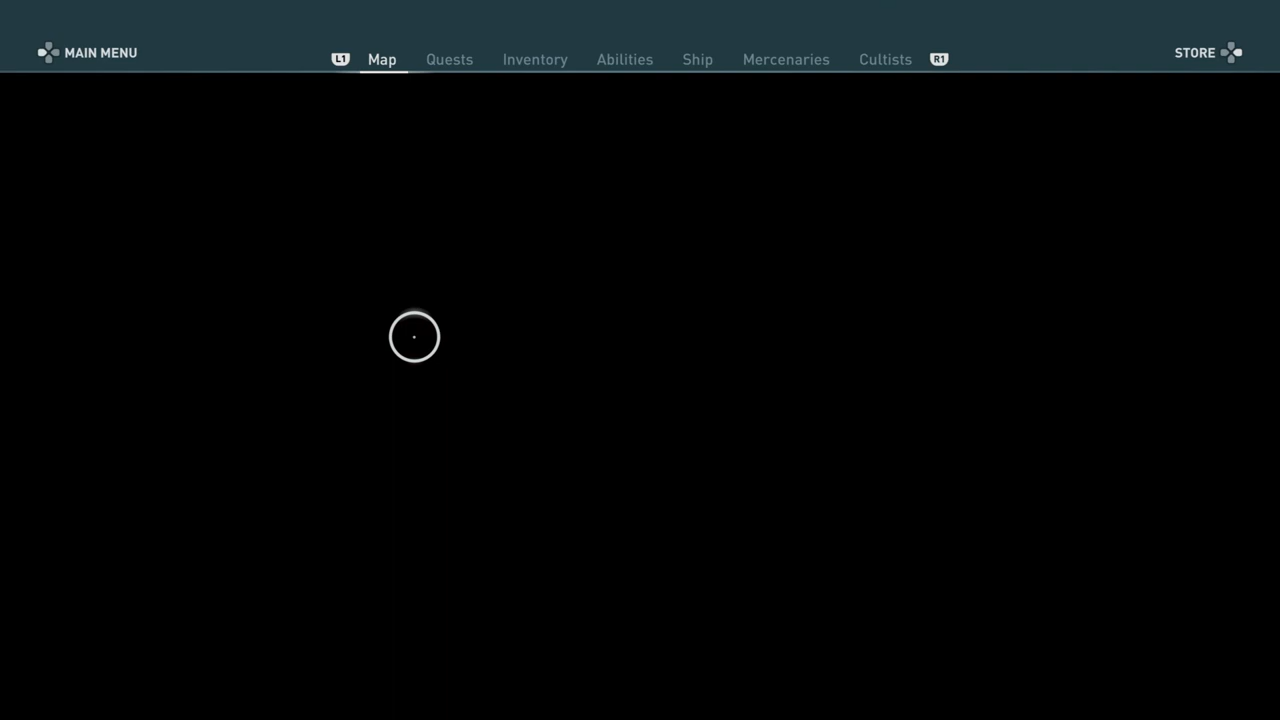 MAIN MENU
L1 Map Quests Inventory Abilities Ship Mercenaries Cultists R1
STORE